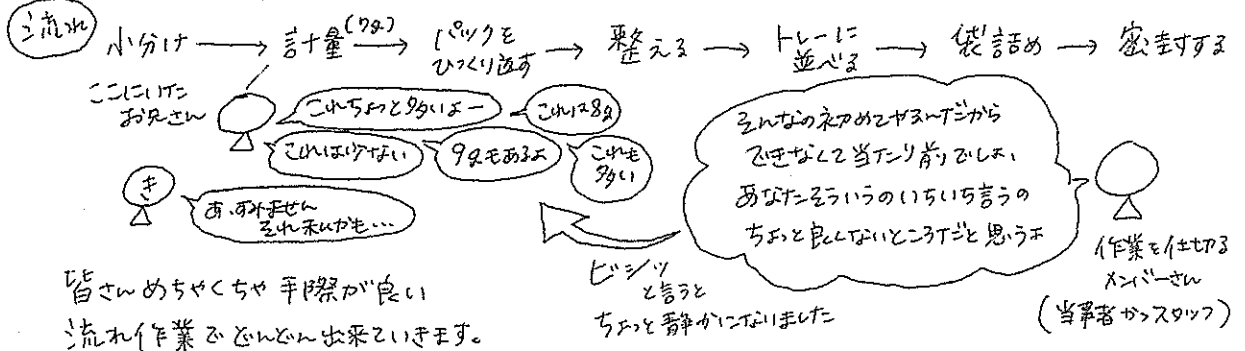 流れ
小分け → 計量(7g) → パックをひっくり返す → 整える → トレーに並べる → 袋詰め → 密封する
ここにいたお兄さん
これちょっと多いよー
これは28g
これは少ない
9gもあるよ
これも多い
き
あ、すみません
それ私かも…
そんなの初めてやるんだから
できなくて当たり前でしょ、
あなたそういうのいちいち言うの
ちょっと良くないところだと思うよ
ビシッ
と言うと
ちょっと静かになりました
作業を仕切る
メンバーさん
(当事者かつスタッフ)
皆さんめちゃくちゃ手際が良い
流れ作業でどんどん出来ていきます。